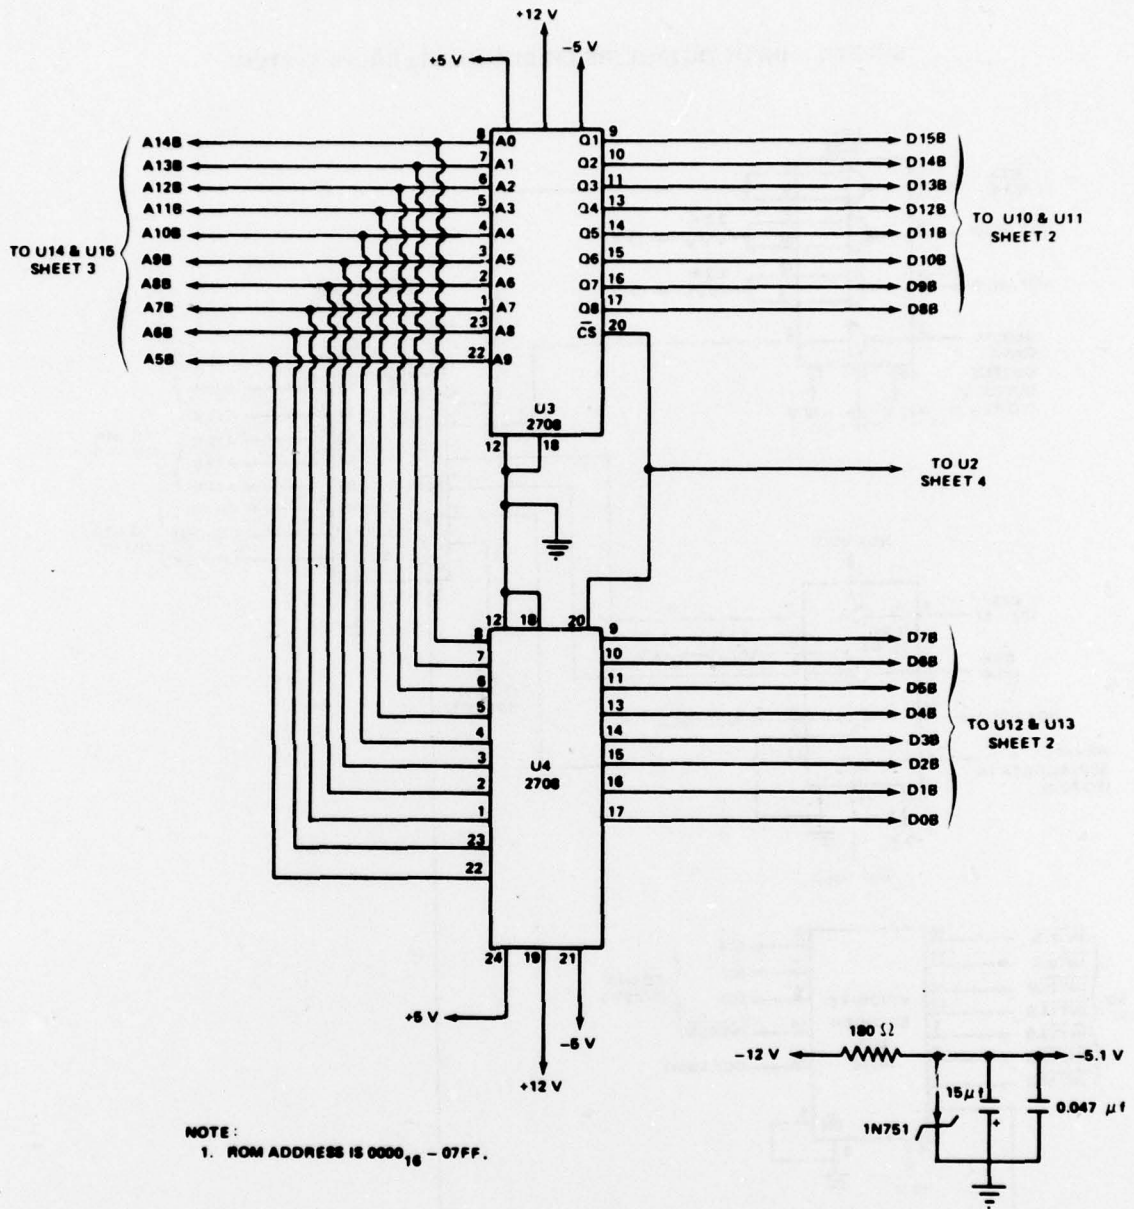 +12 V
+5 V
-5 V
A14B 8 A0 Q1 9 D15B
A13B 7 A1 Q2 10 D14B
A12B 6 A2 Q3 11 D13B
A11B 5 A3 Q4 13 D12B
A10B 4 A4 Q5 14 D11B
A9B 3 A5 Q6 15 D10B
A8B 2 A6 Q7 16 D9B
A7B 1 A7 Q8 17 D8B
A6B 23 A8 CS 20
A5B 22 A9
TO U14 & U15
SHEET 3
TO U10 & U11
SHEET 2
U3
2708
12 18
TO U2
SHEET 4
12 18 20
8 9 D7B
7 10 D6B
6 11 D5B
5 13 D4B
4 14 D3B
3 15 D2B
2 16 D1B
1 17 D0B
23
22
U4
2708
TO U12 & U13
SHEET 2
24 19 21
+5 V
-5 V
+12 V
180 Ω
-12 V
-5.1 V
15 μf
+
0.047 μf
1N751
NOTE:
1. ROM ADDRESS IS 0000₁₆ - 07FF.